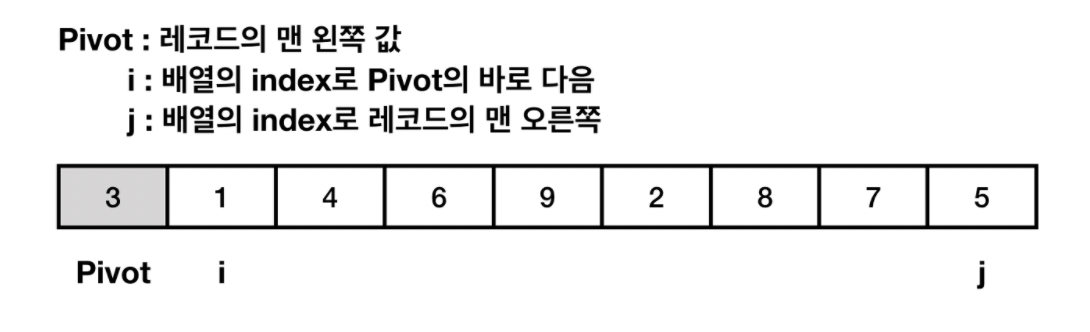 Pivot : 레코드의 맨 왼쪽 값
i : 배열의 index로 Pivot의 바로 다음
j : 배열의 index로 레코드의 맨 오른쪽
3 1 4 6 9 2 8 7 5
Pivot i j